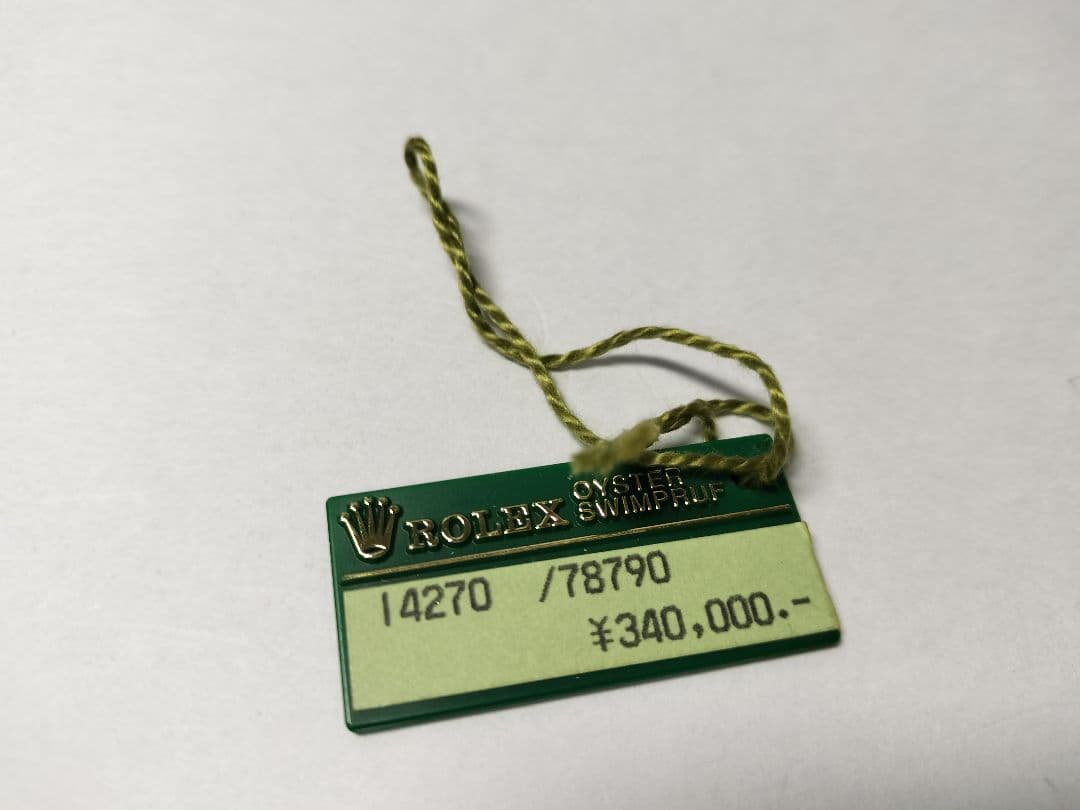 ROLEX OYSTER
SWIMPRUF
14270 /78790
¥340,000.-